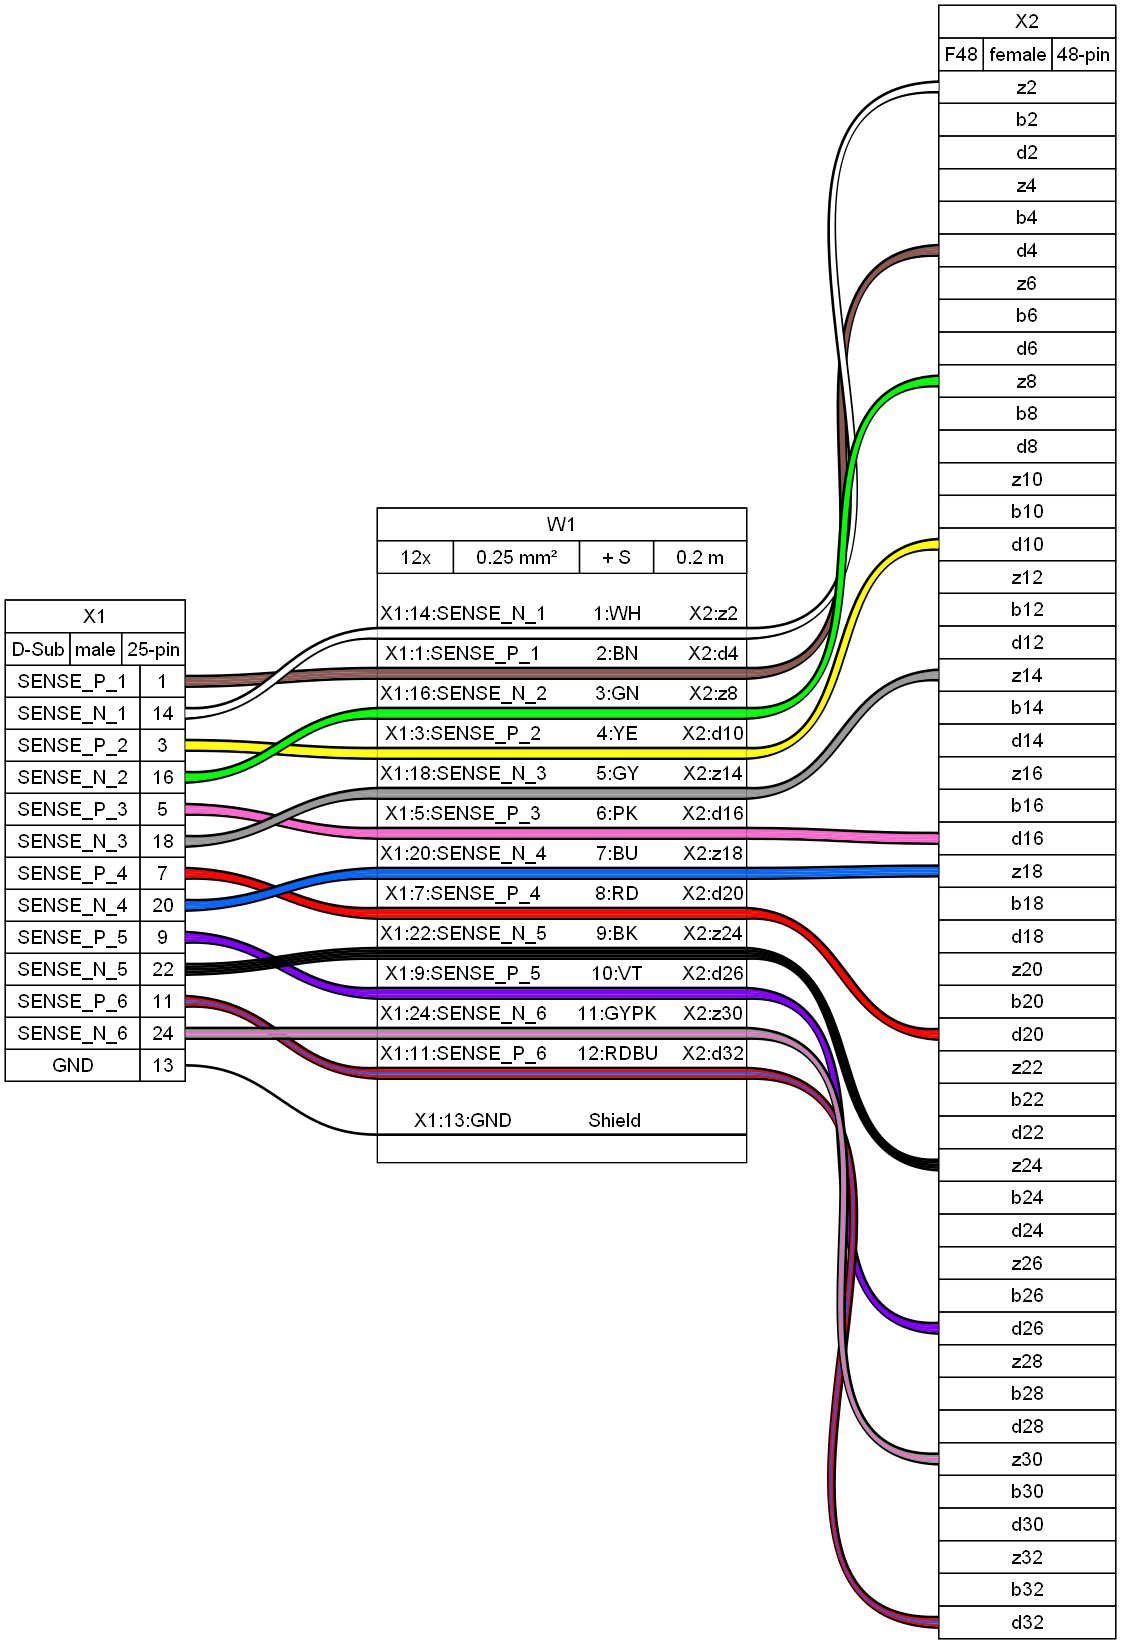 X1
D-Sub male 25-pin
SENSE_P_1 1
SENSE_N_1 14
SENSE_P_2 3
SENSE_N_2 16
SENSE_P_3 5
SENSE_N_3 18
SENSE_P_4 7
SENSE_N_4 20
SENSE_P_5 9
SENSE_N_5 22
SENSE_P_6 11
SENSE_N_6 24
GND 13
W1
12x 0.25 mm² + S 0.2 m
X1:14:SENSE_N_1 1:WH X2:z2
X1:1:SENSE_P_1 2:BN X2:d4
X1:16:SENSE_N_2 3:GN X2:z8
X1:3:SENSE_P_2 4:YE X2:d10
X1:18:SENSE_N_3 5:GY X2:z14
X1:5:SENSE_P_3 6:PK X2:d16
X1:20:SENSE_N_4 7:BU X2:z18
X1:7:SENSE_P_4 8:RD X2:d20
X1:22:SENSE_N_5 9:BK X2:z24
X1:9:SENSE_P_5 10:VT X2:d26
X1:24:SENSE_N_6 11:GYPK X2:z30
X1:11:SENSE_P_6 12:RDBU X2:d32
X1:13:GND Shield
X2
F48 female 48-pin
z2
b2
d2
z4
b4
d4
z6
b6
d6
z8
b8
d8
z10
b10
d10
z12
b12
d12
z14
b14
d14
z16
b16
d16
z18
b18
d18
z20
b20
d20
z22
b22
d22
z24
b24
d24
z26
b26
d26
z28
b28
d28
z30
b30
d30
z32
b32
d32